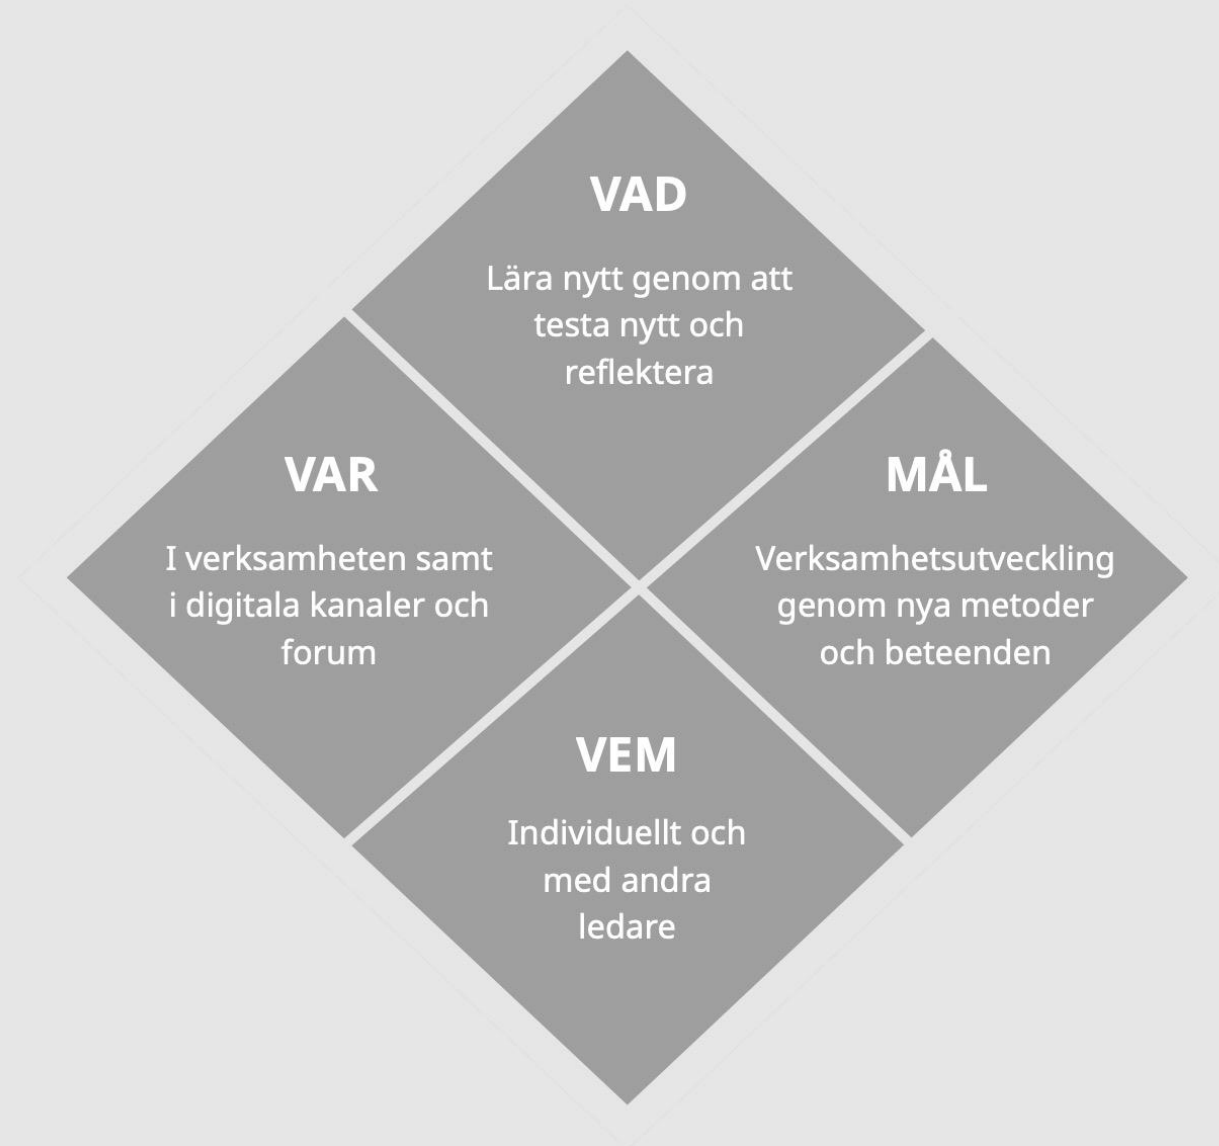 VAD
Lära nytt genom att
testa nytt och
reflektera
VAR
I verksamheten samt
i digitala kanaler och
forum
MÅL
Verksamhetsutveckling
genom nya metoder
och beteenden
VEM
Individuellt och
med andra
ledare